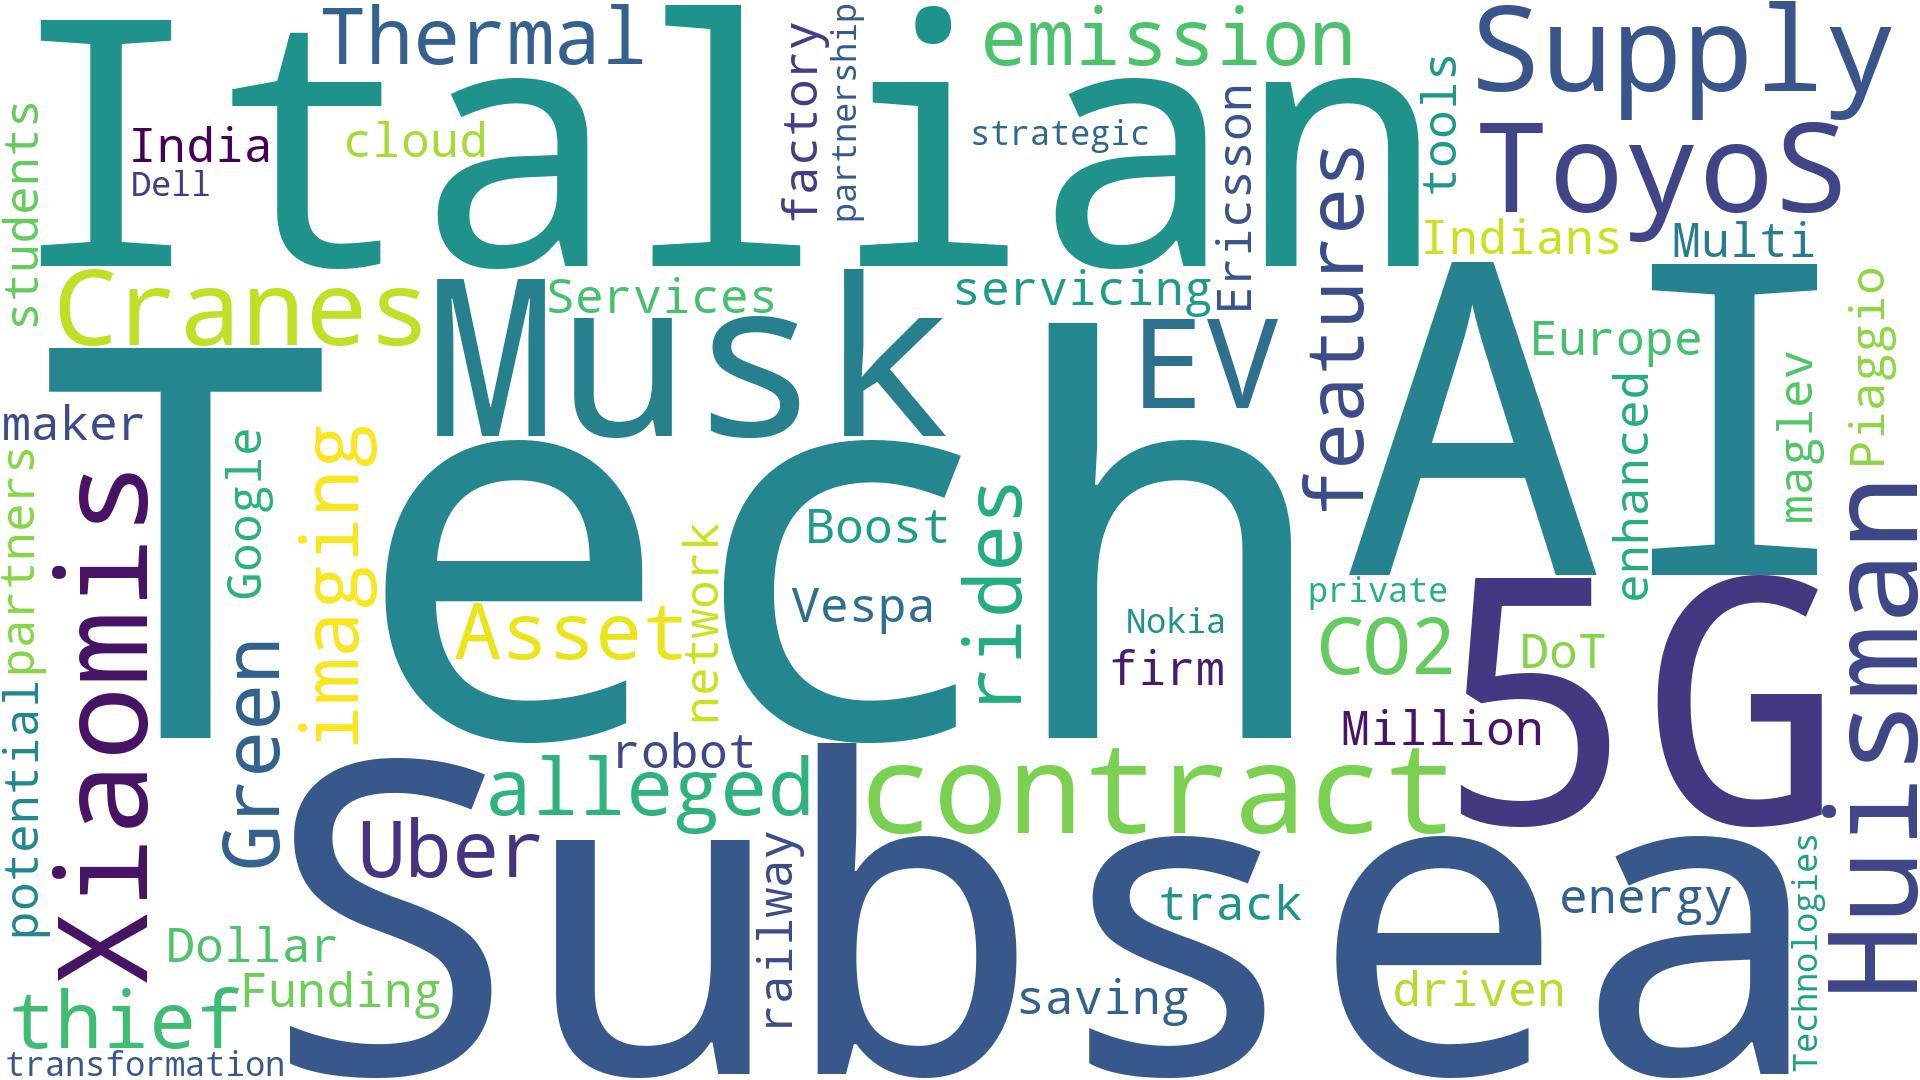 Italian
Thermal
emission
Supply
factory
partnership
tools
students
India
cloud
strategic
Ericsson
features
ToyoS
Dell
Indians
Multi
Cranes
Musk
Services
servicing
EV
AI
Europe
Piaggio
maglev
enhanced
Tech
maker
Xiaomis
partners
Google
imaging
network
Boost
rides
Vespa
Asset
Nokia
firm
private
CO2
DoT
5G
Huisman
Green
potential
Million
robot
alleged
contract
Uber
Subsea
railway
track
energy
Technologies
Dollar
Funding
saving
driven
thief
transformation